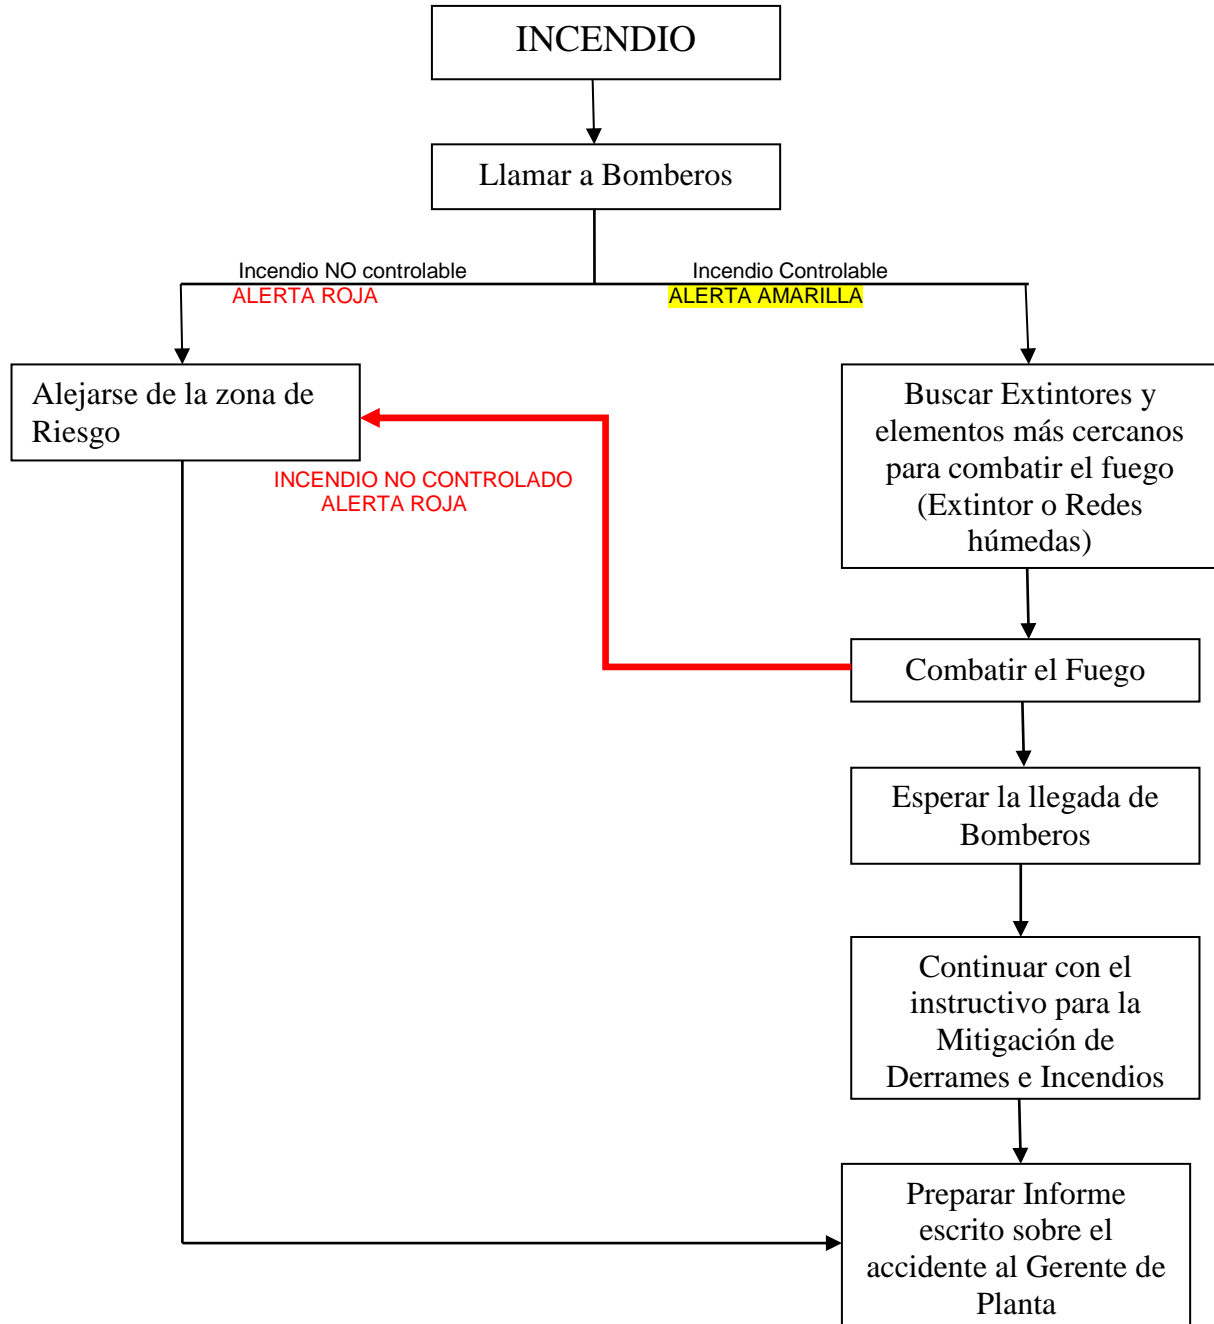 INCENDIO
Llamar a Bomberos
Incendio NO controlable
ALERTA ROJA
Incendio Controlable
ALERTA AMARILLA
Alejarse de la zona de
Riesgo
INCENDIO NO CONTROLADO
ALERTA ROJA
Buscar Extintores y
elementos más cercanos
para combatir el fuego
(Extintor o Redes
húmedas)
Combatir el Fuego
Esperar la llegada de
Bomberos
Continuar con el
instructivo para la
Mitigación de
Derrames e Incendios
Preparar Informe
escrito sobre el
accidente al Gerente de
Planta